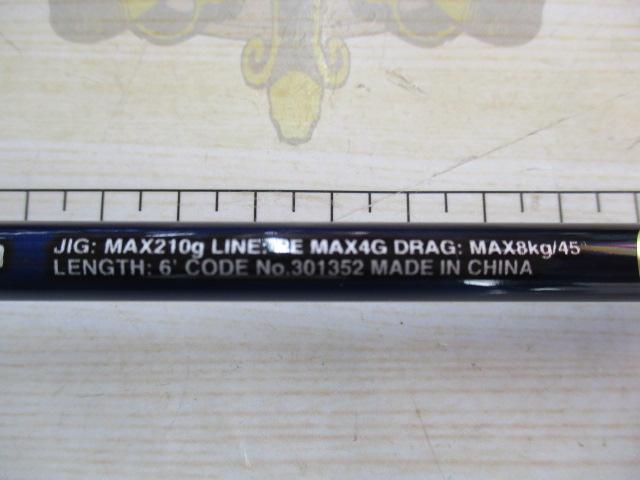 JIG: MAX210g LINE: PE MAX4G DRAG: MAX8kg/45°
LENGTH: 6' CODE No.301352 MADE IN CHINA